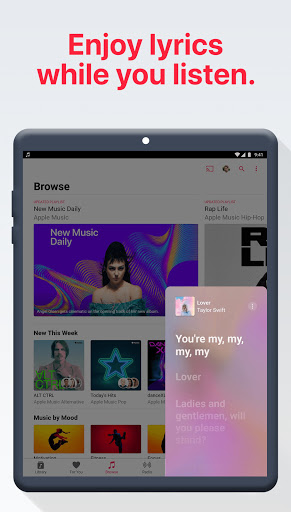 Enjoy lyrics
while you listen.
9:41
Browse
UPDATED PLAYLIST
New Music Daily
Apple Music
UPDATED PLAYLIST
Rap Life
Apple Music Hip-Hop
New Music
Daily
Lover
Taylor Swift
You're my, my,
my, my
Lover
Ladies and
gentlemen, will
you please
stand?
New This Week
ALT CTRL
Apple Music Alternative
Today's Hits
Apple Music Pop
Music by Mood
Library
For You
Browse
Radio